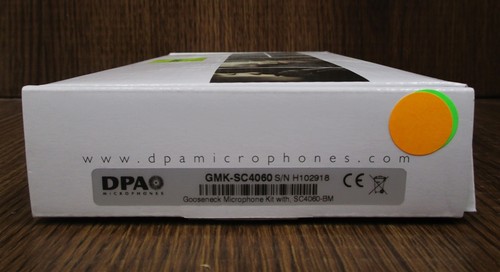 www.dpamicrophones.com
DPA
MICROPHONES
GMK-SC4060 S/N H102918
CE
Gooseneck Microphone Kit with, SC4060-BM